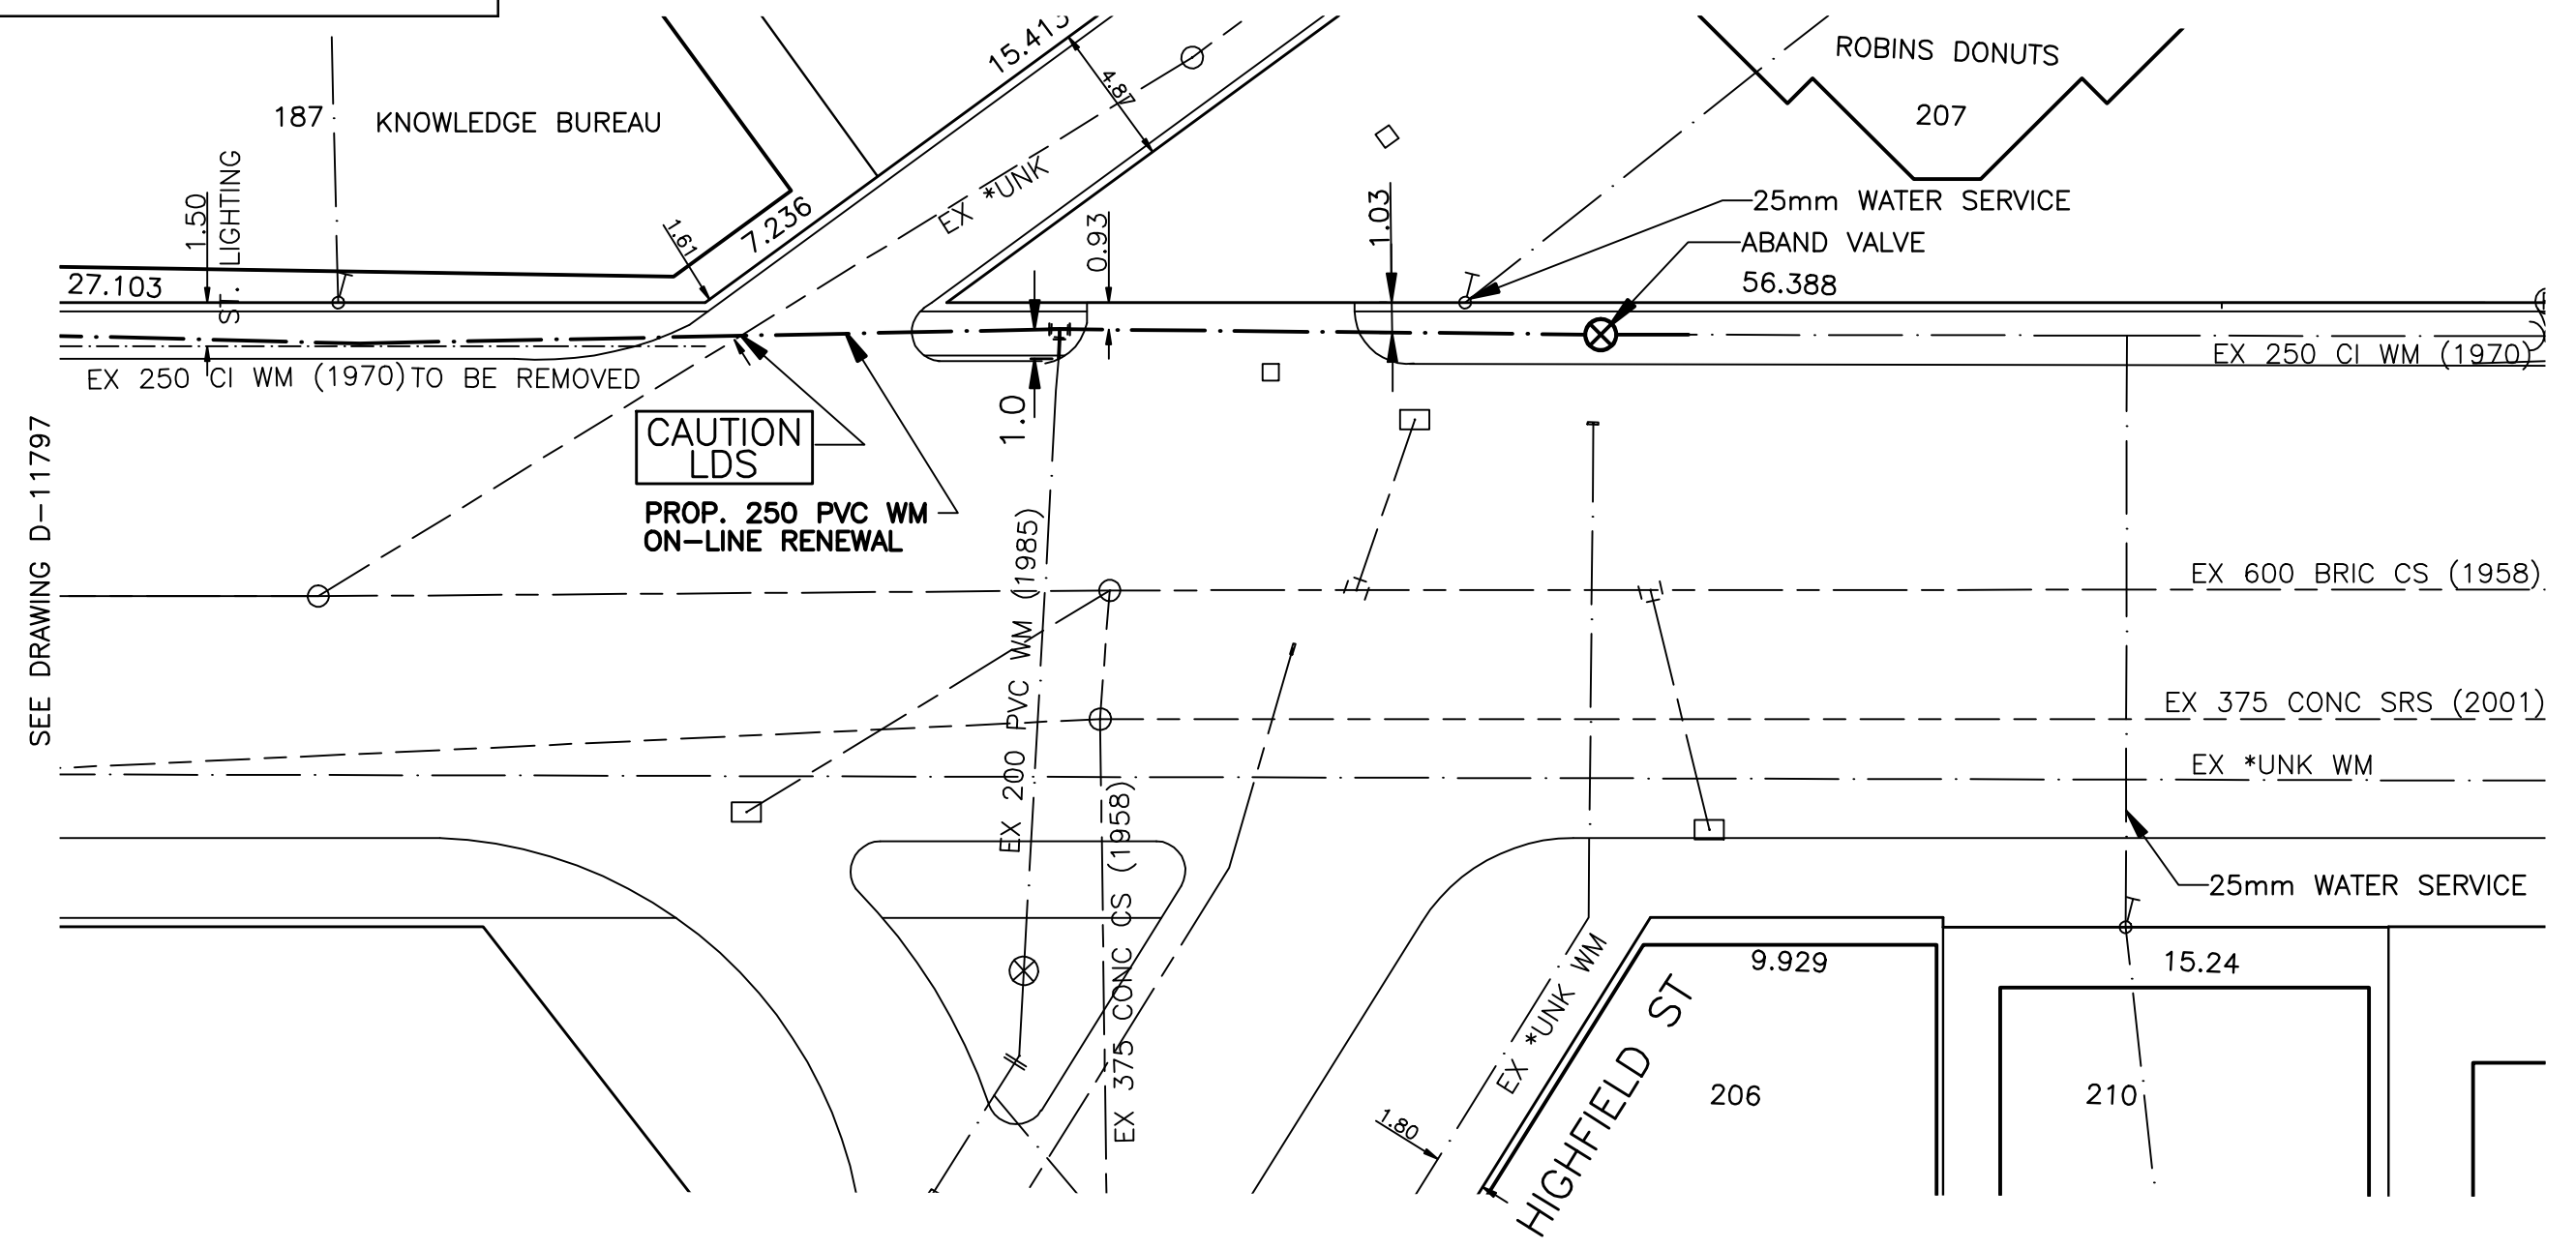 15.413
ROBINS DONUTS
4.87
187
KNOWLEDGE BUREAU
207
EX *UNK
1.50
ST. LIGHTING
1.61
7.236
0.93
1.03
25mm WATER SERVICE
ABAND VALVE
27.103
56.388
EX 250 CI WM (1970)
EX 250 CI WM (1970) TO BE REMOVED
1.0
CAUTION
LDS
SEE DRAWING D-11797
PROP. 250 PVC WM
ON-LINE RENEWAL
EX 200 PVC WM (1985)
EX 600 BRIC CS (1958)
EX 375 CONC SRS (2001)
EX *UNK WM
EX 375 CONC CS (1958)
25mm WATER SERVICE
EX *UNK WM
9.929
15.24
HIGHFIELD ST
206
210
1.80